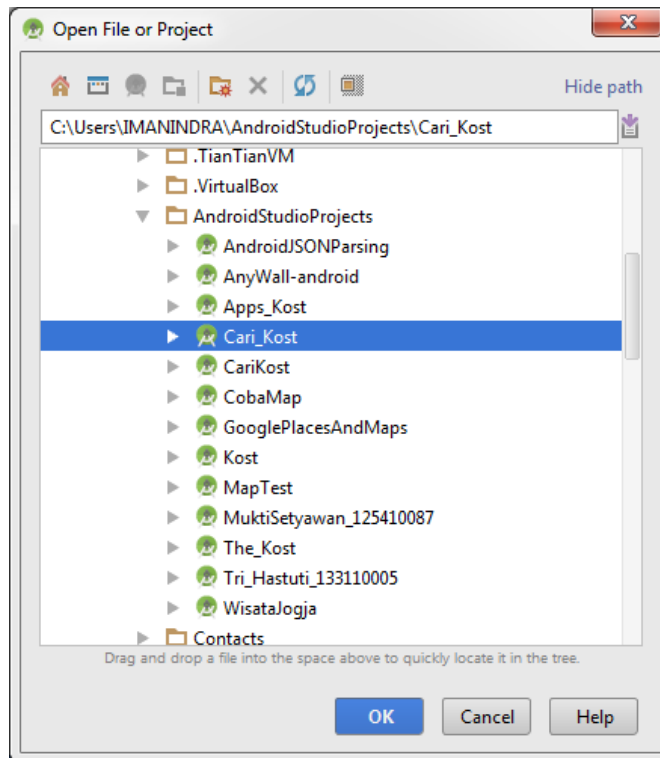 Open File or Project
Hide path
C:\Users\IMANINDRA\AndroidStudioProjects\Cari_Kost
.TianTianVM
.VirtualBox
AndroidStudioProjects
AndroidJSONParsing
AnyWall-android
Apps_Kost
Cari_Kost
CariKost
CobaMap
GooglePlacesAndMaps
Kost
MapTest
MuktiSetyawan_125410087
The_Kost
Tri_Hastuti_133110005
WisataJogja
Contacts
Drag and drop a file into the space above to quickly locate it in the tree.
OK Cancel Help